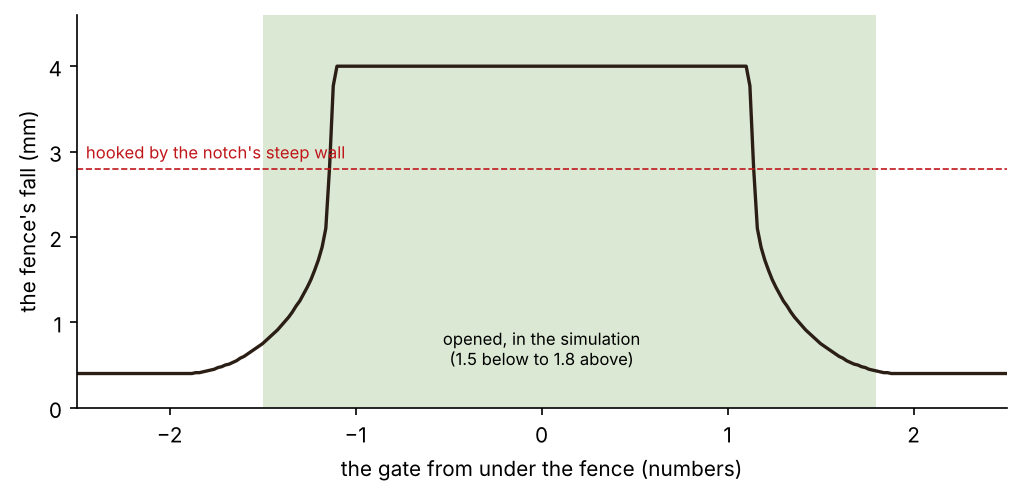 the fence's fall (mm)
4
3
2
1
0
hooked by the notch's steep wall
opened, in the simulation
(1.5 below to 1.8 above)
−2
−1
0
1
2
the gate from under the fence (numbers)